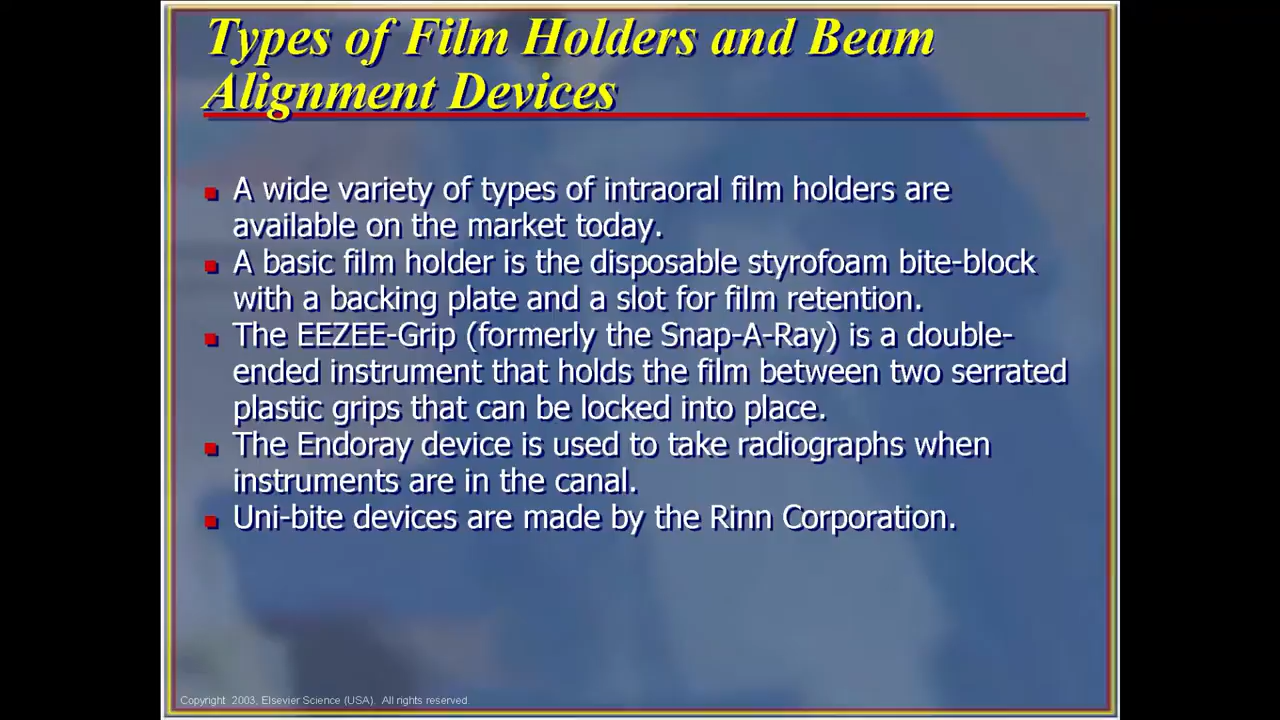 Types of Film Holders and Beam
Alignment Devices
A wide variety of types of intraoral film holders are
available on the market today.
A basic film holder is the disposable styrofoam bite-block
with a backing plate and a slot for film retention.
The EEZEE-Grip (formerly the Snap-A-Ray) is a double-
ended instrument that holds the film between two serrated
plastic grips that can be locked into place.
The Endoray device is used to take radiographs when
instruments are in the canal.
Uni-bite devices are made by the Rinn Corporation.
Copyright 2003, Elsevier Science (USA). All rights reserved.